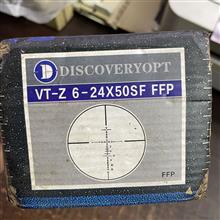 DISCOVERYOPT
VT-Z 6-24X50SF FFP
FFP